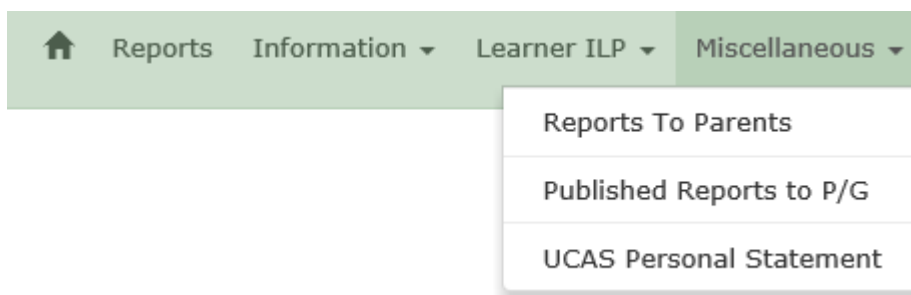 Reports Information Learner ILP Miscellaneous
Reports To Parents
Published Reports to P/G
UCAS Personal Statement